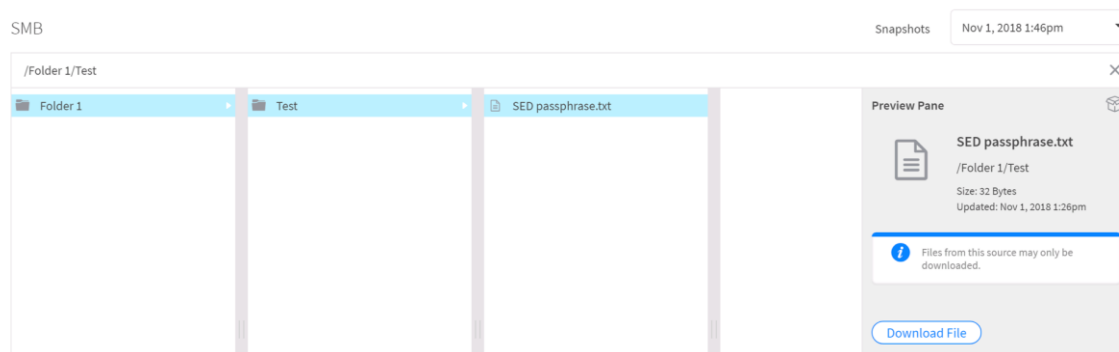 SMB
Snapshots
Nov 1, 2018 1:46pm
/Folder 1/Test
Folder 1
Test
SED passphrase.txt
Preview Pane
SED passphrase.txt
/Folder 1/Test
Size: 32 Bytes
Updated: Nov 1, 2018 1:26pm
Files from this source may only be
downloaded.
Download File